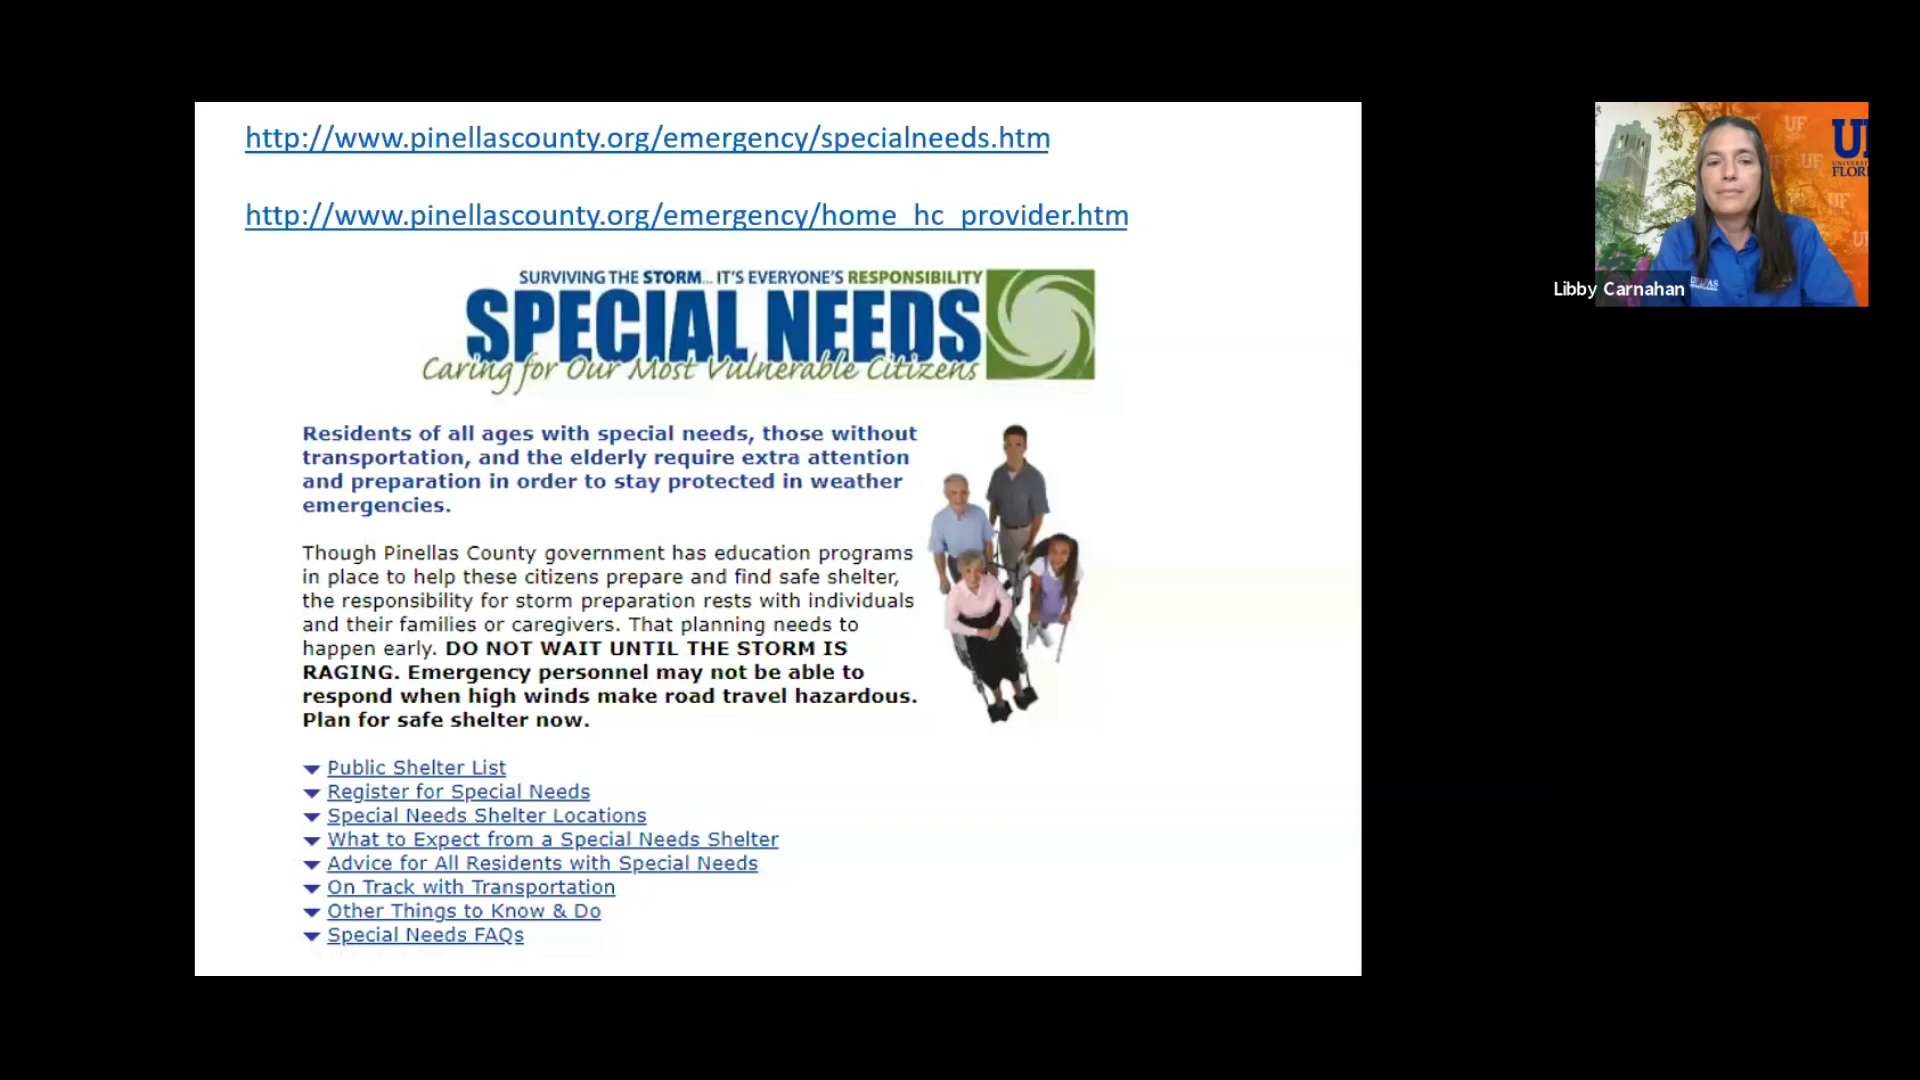 http://www.pinellascounty.org/emergency/specialneeds.htm
http://www.pinellascounty.org/emergency/home_hc_provider.htm
SURVIVING THE STORM... IT'S EVERYONE'S RESPONSIBILITY
SPECIAL NEEDS
Caring for Our Most Vulnerable Citizens
Residents of all ages with special needs, those without
transportation, and the elderly require extra attention
and preparation in order to stay protected in weather
emergencies.
Though Pinellas County government has education programs
in place to help these citizens prepare and find safe shelter,
the responsibility for storm preparation rests with individuals
and their families or caregivers. That planning needs to
happen early. DO NOT WAIT UNTIL THE STORM IS
RAGING. Emergency personnel may not be able to
respond when high winds make road travel hazardous.
Plan for safe shelter now.
Public Shelter List
Register for Special Needs
Special Needs Shelter Locations
What to Expect from a Special Needs Shelter
Advice for All Residents with Special Needs
On Track with Transportation
Other Things to Know & Do
Special Needs FAQs
UF
UF
Libby Carnahan